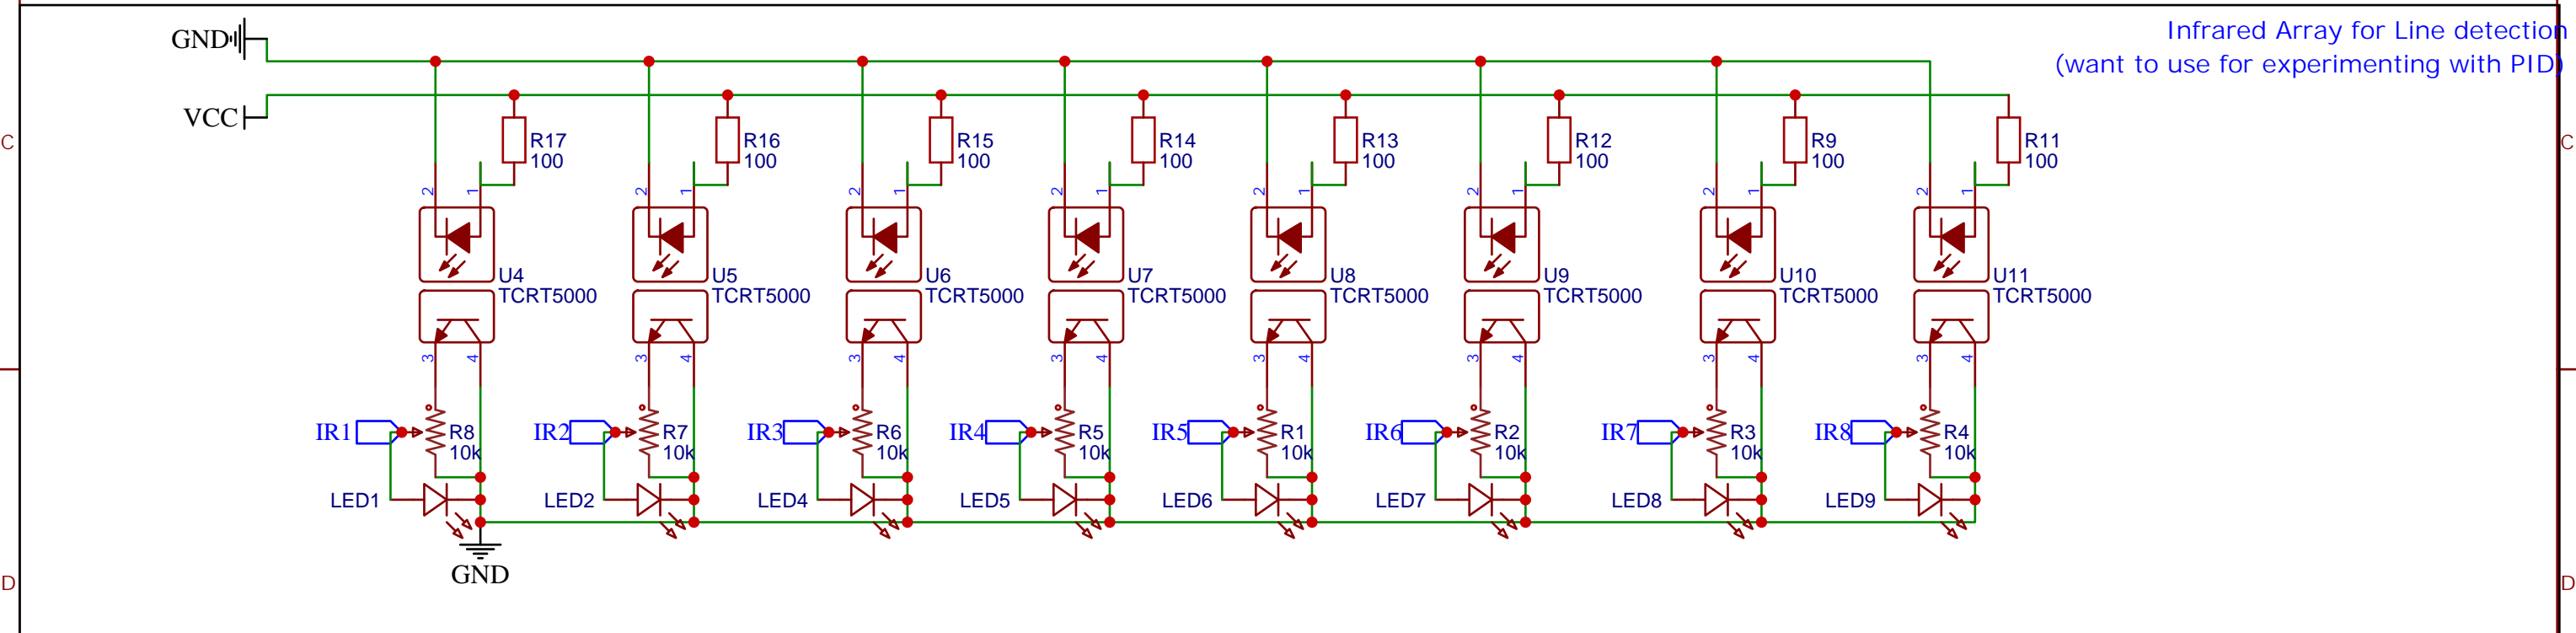 Infrared Array for Line detection
(want to use for experimenting with PID)
GND
VCC
C
C
R17
100
R16
100
R15
100
R14
100
R13
100
R12
100
R9
100
R11
100
2 1
2 1
2 1
2 1
2 1
2 1
2 1
2 1
U4
TCRT5000
U5
TCRT5000
U6
TCRT5000
U7
TCRT5000
U8
TCRT5000
U9
TCRT5000
U10
TCRT5000
U11
TCRT5000
3 4
3 4
3 4
3 4
3 4
3 4
3 4
3 4
IR1
R8
10k
IR2
R7
10k
IR3
R6
10k
IR4
R5
10k
IR5
R1
10k
IR6
R2
10k
IR7
R3
10k
IR8
R4
10k
LED1
LED2
LED4
LED5
LED6
LED7
LED8
LED9
GND
D
D